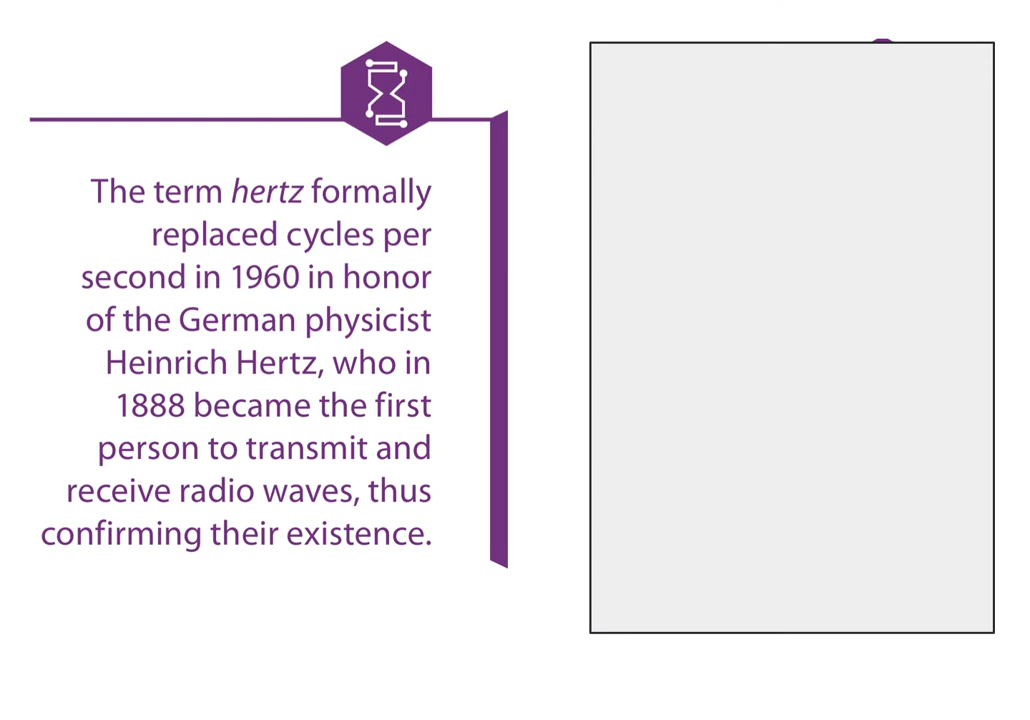 The term hertz formally
replaced cycles per
second in 1960 in honor
of the German physicist
Heinrich Hertz, who in
1888 became the first
person to transmit and
receive radio waves, thus
confirming their existence.